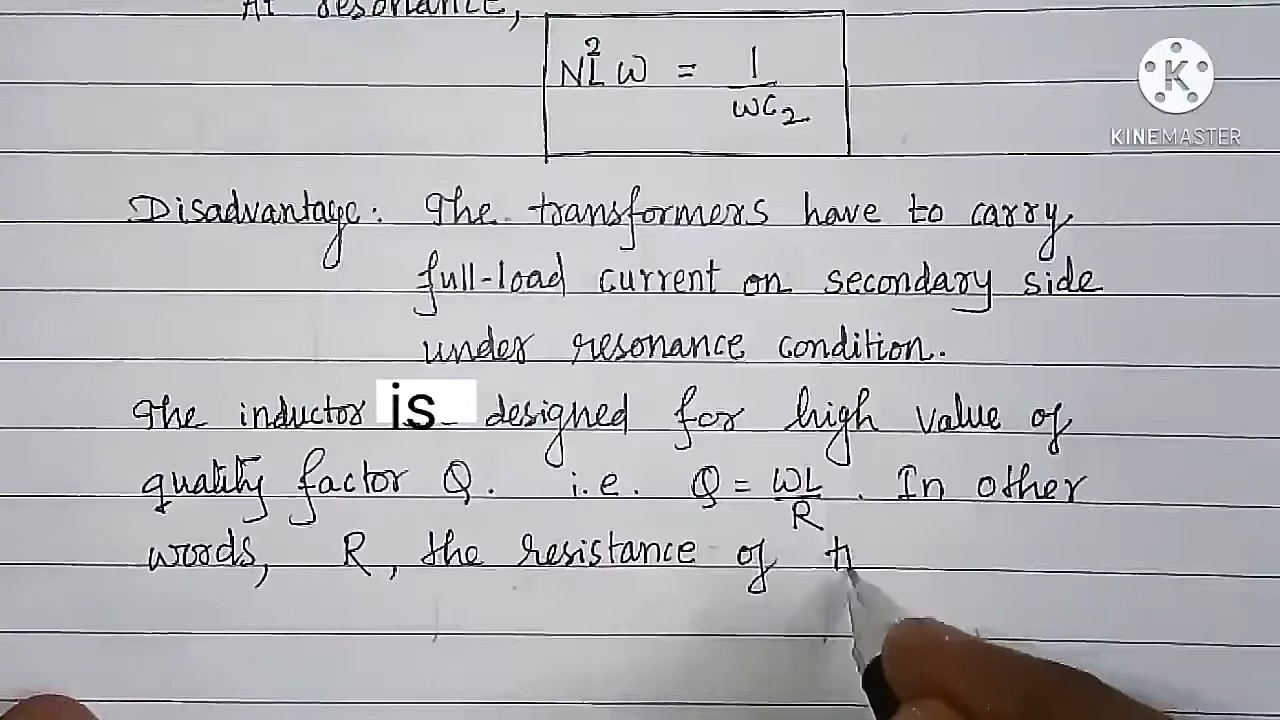 At resonance,
N²Lω = 1/ωC₂
KINEMASTER
Disadvantage: The transformers have to carry
full-load current on secondary side
under resonance condition.
The inductor is designed for high value of
quality factor Q. i.e. Q = ωL/R. In other
words, R, the resistance of th